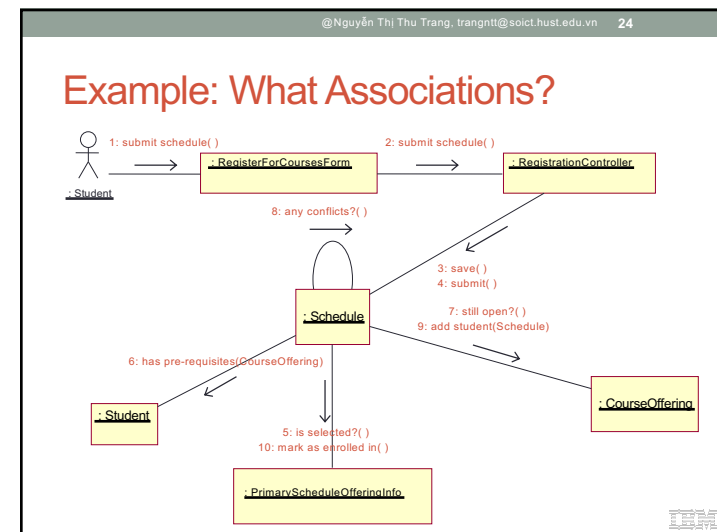 @Nguyễn Thị Thu Trang, trangntt@soict.hust.edu.vn 24
Example: What Associations?
1: submit schedule( )
2: submit schedule( )
: RegisterForCoursesForm
: RegistrationController
: Student
8: any conflicts?( )
3: save( )
4: submit( )
: Schedule
7: still open?( )
9: add student(Schedule)
6: has pre-requisites(CourseOffering)
: Student
: CourseOffering
5: is selected?( )
10: mark as enrolled in( )
: PrimaryScheduleOfferingInfo
IBM